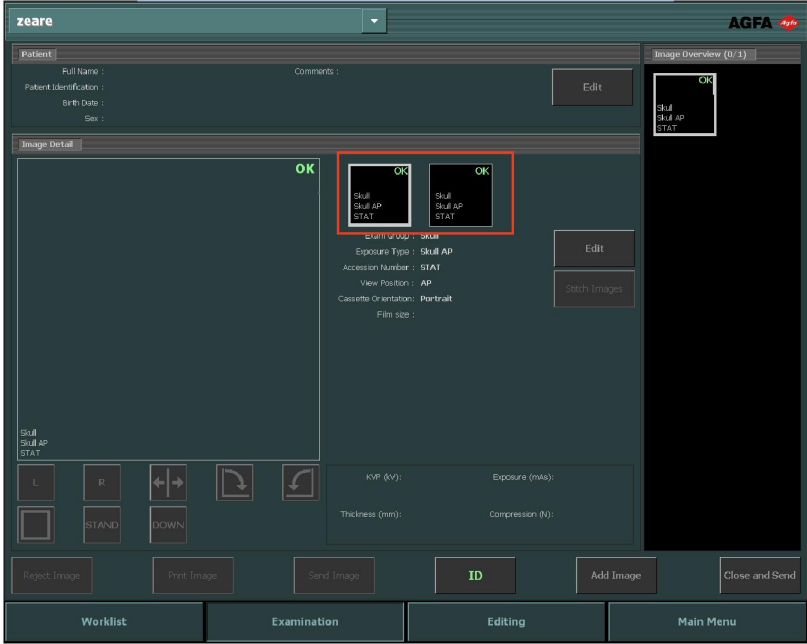 zeare
AGFA
Agfa
Patient
Full Name :
Comments :
Patient Identification :
Birth Date :
Sex :
Edit
Image Overview (0/1)
OK
Skull
Skull AP
STAT
Image Detail
OK
Skull
Skull AP
STAT
OK
Skull
Skull AP
STAT
OK
Skull
Skull AP
STAT
Exam Group : Skull
Exposure Type : Skull AP
Accession Number : STAT
View Position : AP
Cassette Orientation: Portrait
Film size :
Edit
Stitch Images
L
R
STAND
DOWN
KVP (kV):
Exposure (mAs):
Thickness (mm):
Compression (N):
Reject Image
Print Image
Send Image
ID
Add Image
Close and Send
Worklist
Examination
Editing
Main Menu